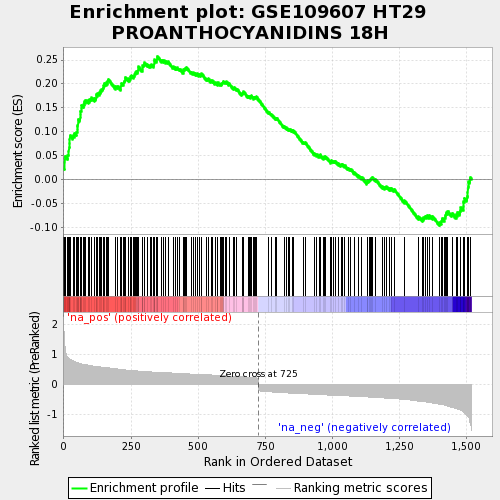 Enrichment plot: GSE109607 HT29
PROANTHOCYANIDINS 18H
Enrichment score (ES)
0.25
0.20
0.15
0.10
0.05
0.00
-0.05
-0.10
'na_pos' (positively correlated)
Ranked list metric (PreRanked)
2
1
0
-1
Zero cross at 725
'na_neg' (negatively correlated)
0
250
500
750
1,000
1,250
1,500
Rank in Ordered Dataset
Enrichment profile
Hits
Ranking metric scores